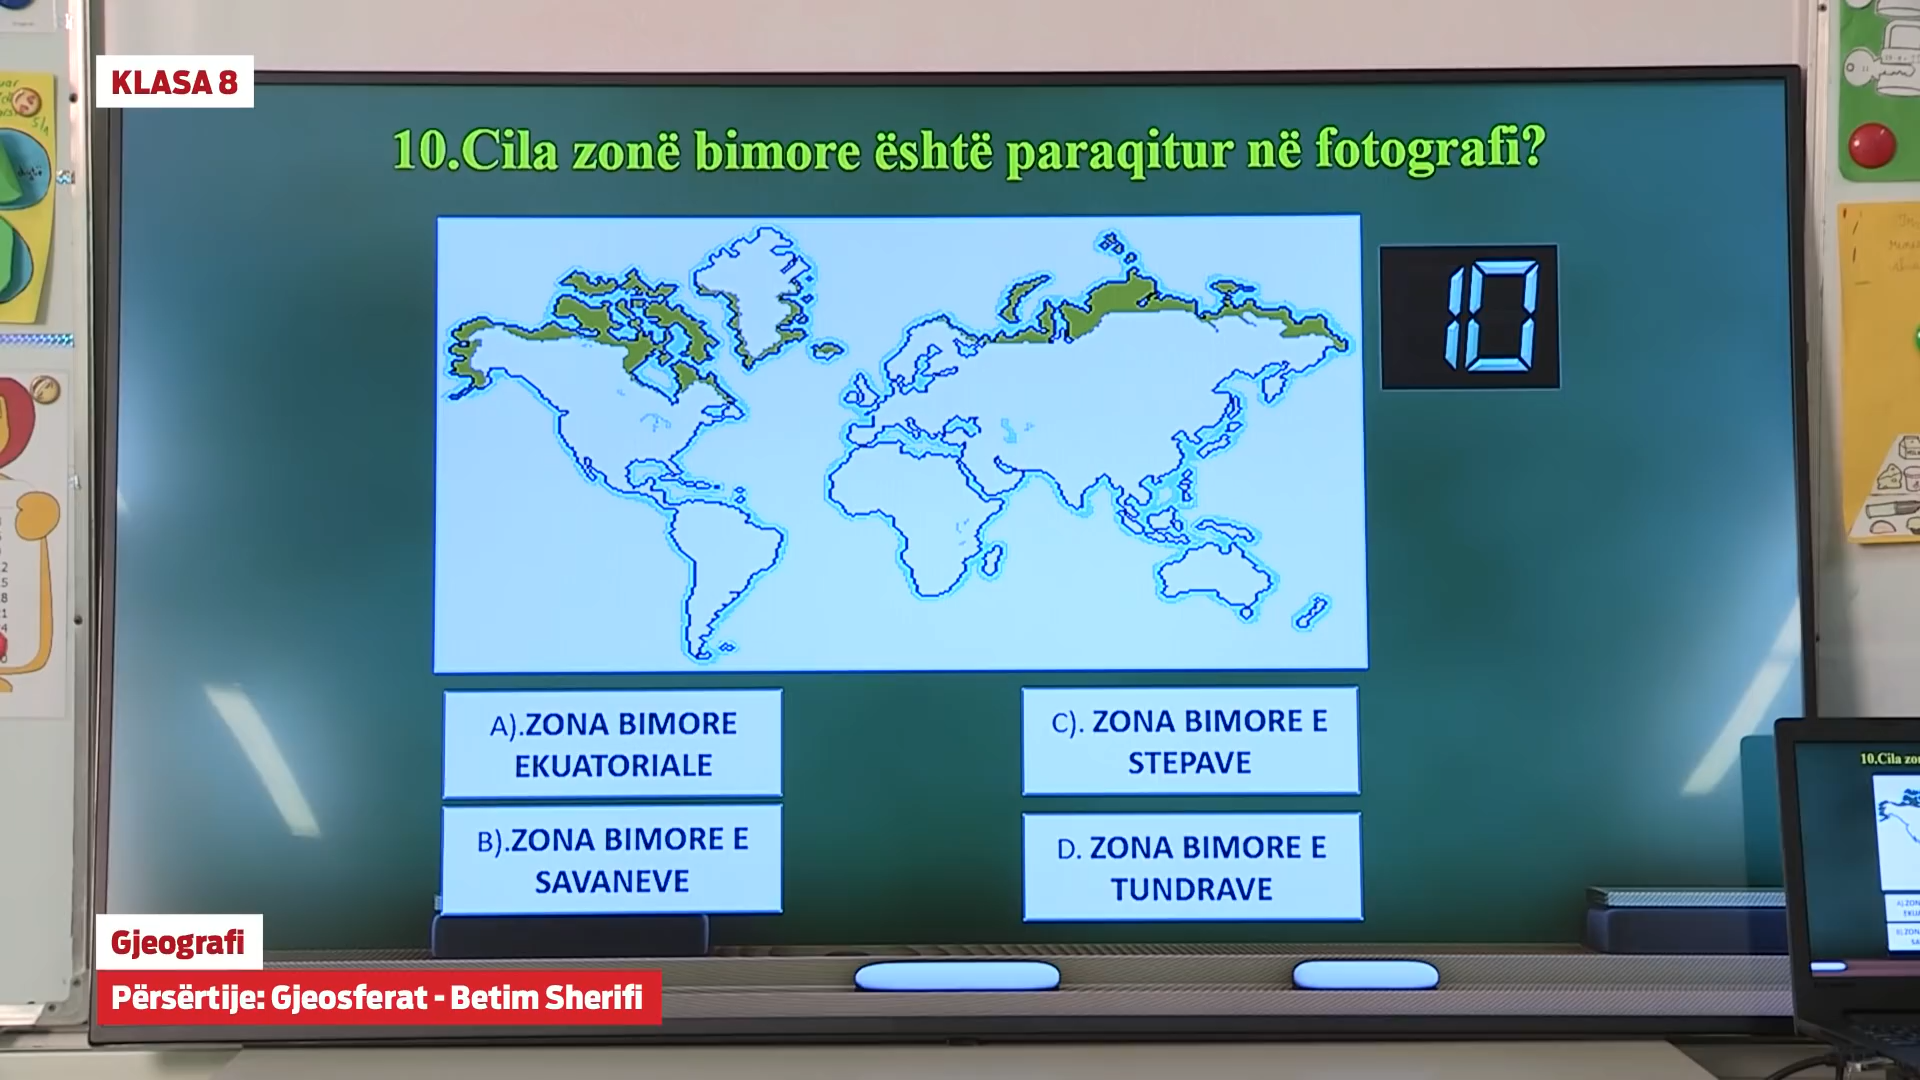 KLASA 8
10.Cila zonë bimore është paraqitur në fotografi?
10
A).ZONA BIMORE
EKUATORIALE
B).ZONA BIMORE E
SAVANEVE
C). ZONA BIMORE E
STEPAVE
D. ZONA BIMORE E
TUNDRAVE
Gjeografi
Përsërtije: Gjeosferat - Betim Sherifi
10.Cila zo